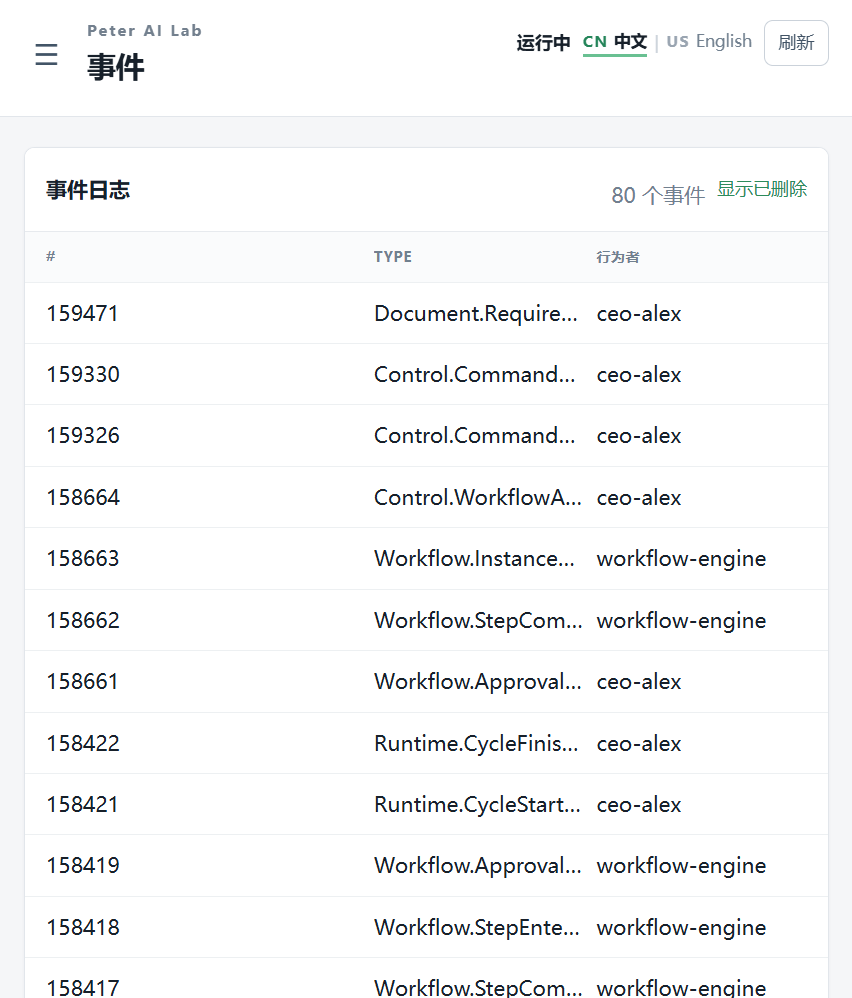 Peter AI Lab
事件
运行中 CN 中文 | US English 刷新
事件日志
80 个事件 显示已删除
# TYPE 行为者
159471 Document.Require... ceo-alex
159330 Control.Command... ceo-alex
159326 Control.Command... ceo-alex
158664 Control.WorkflowA... ceo-alex
158663 Workflow.Instance... workflow-engine
158662 Workflow.StepCom... workflow-engine
158661 Workflow.Approval... ceo-alex
158422 Runtime.CycleFinis... ceo-alex
158421 Runtime.CycleStart... ceo-alex
158419 Workflow.Approval... workflow-engine
158418 Workflow.StepEnte... workflow-engine
158417 Workflow.StepCom... workflow-engine